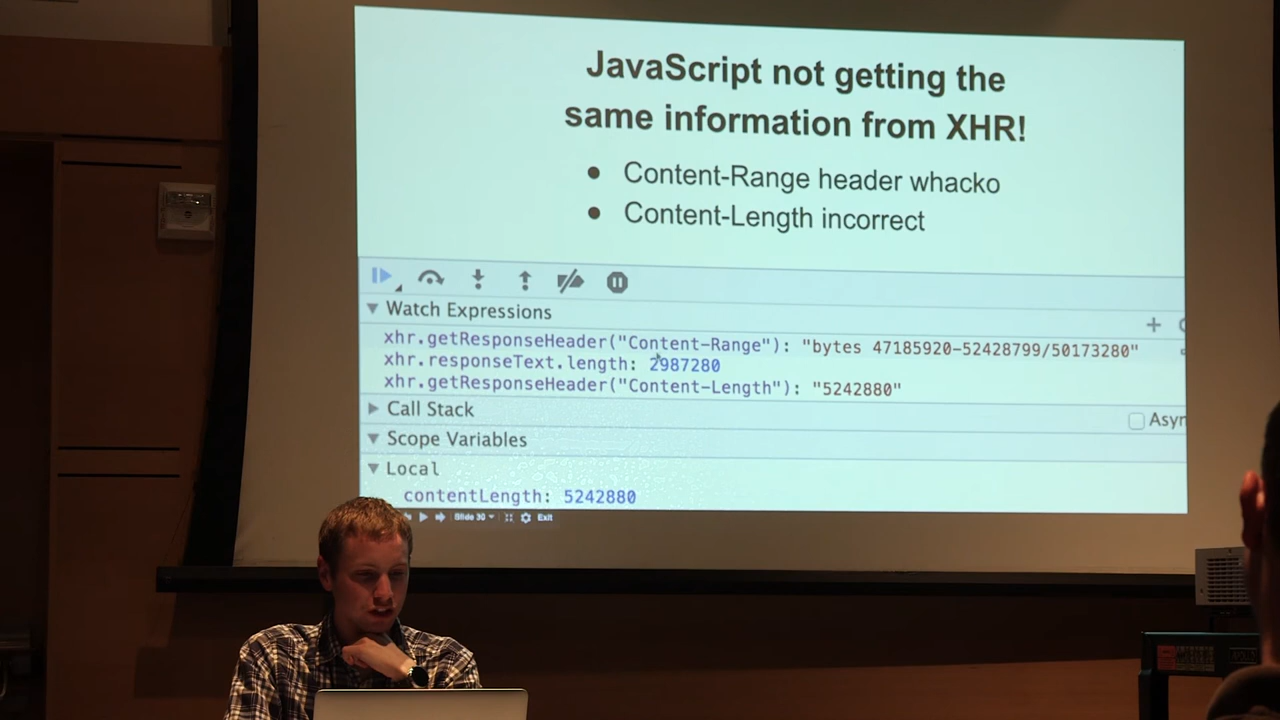 JavaScript not getting the
same information from XHR!
● Content-Range header whacko
● Content-Length incorrect
▼ Watch Expressions
xhr.getResponseHeader("Content-Range"): "bytes 47185920-52428799/50173280"
xhr.responseText.length: 2987280
xhr.getResponseHeader("Content-Length"): "5242880"
▶ Call Stack
Asyn
▼ Scope Variables
▼ Local
contentLength: 5242880
Slide 30
Exit